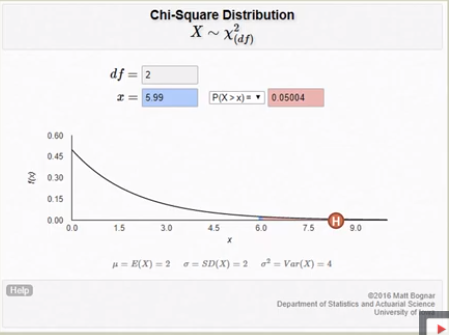 Chi-Square Distribution
X ~ χ²(df)
df = 2
x = 5.99 P(X > x) = ▼ 0.05004
0.60
0.45
0.30
0.15
0.00
f(x)
0.0 1.5 3.0 4.5 6.0 7.5 9.0
H
x
μ = E(X) = 2 σ = SD(X) = 2 σ² = Var(X) = 4
Help
©2016 Matt Bognar
Department of Statistics and Actuarial Science
University of